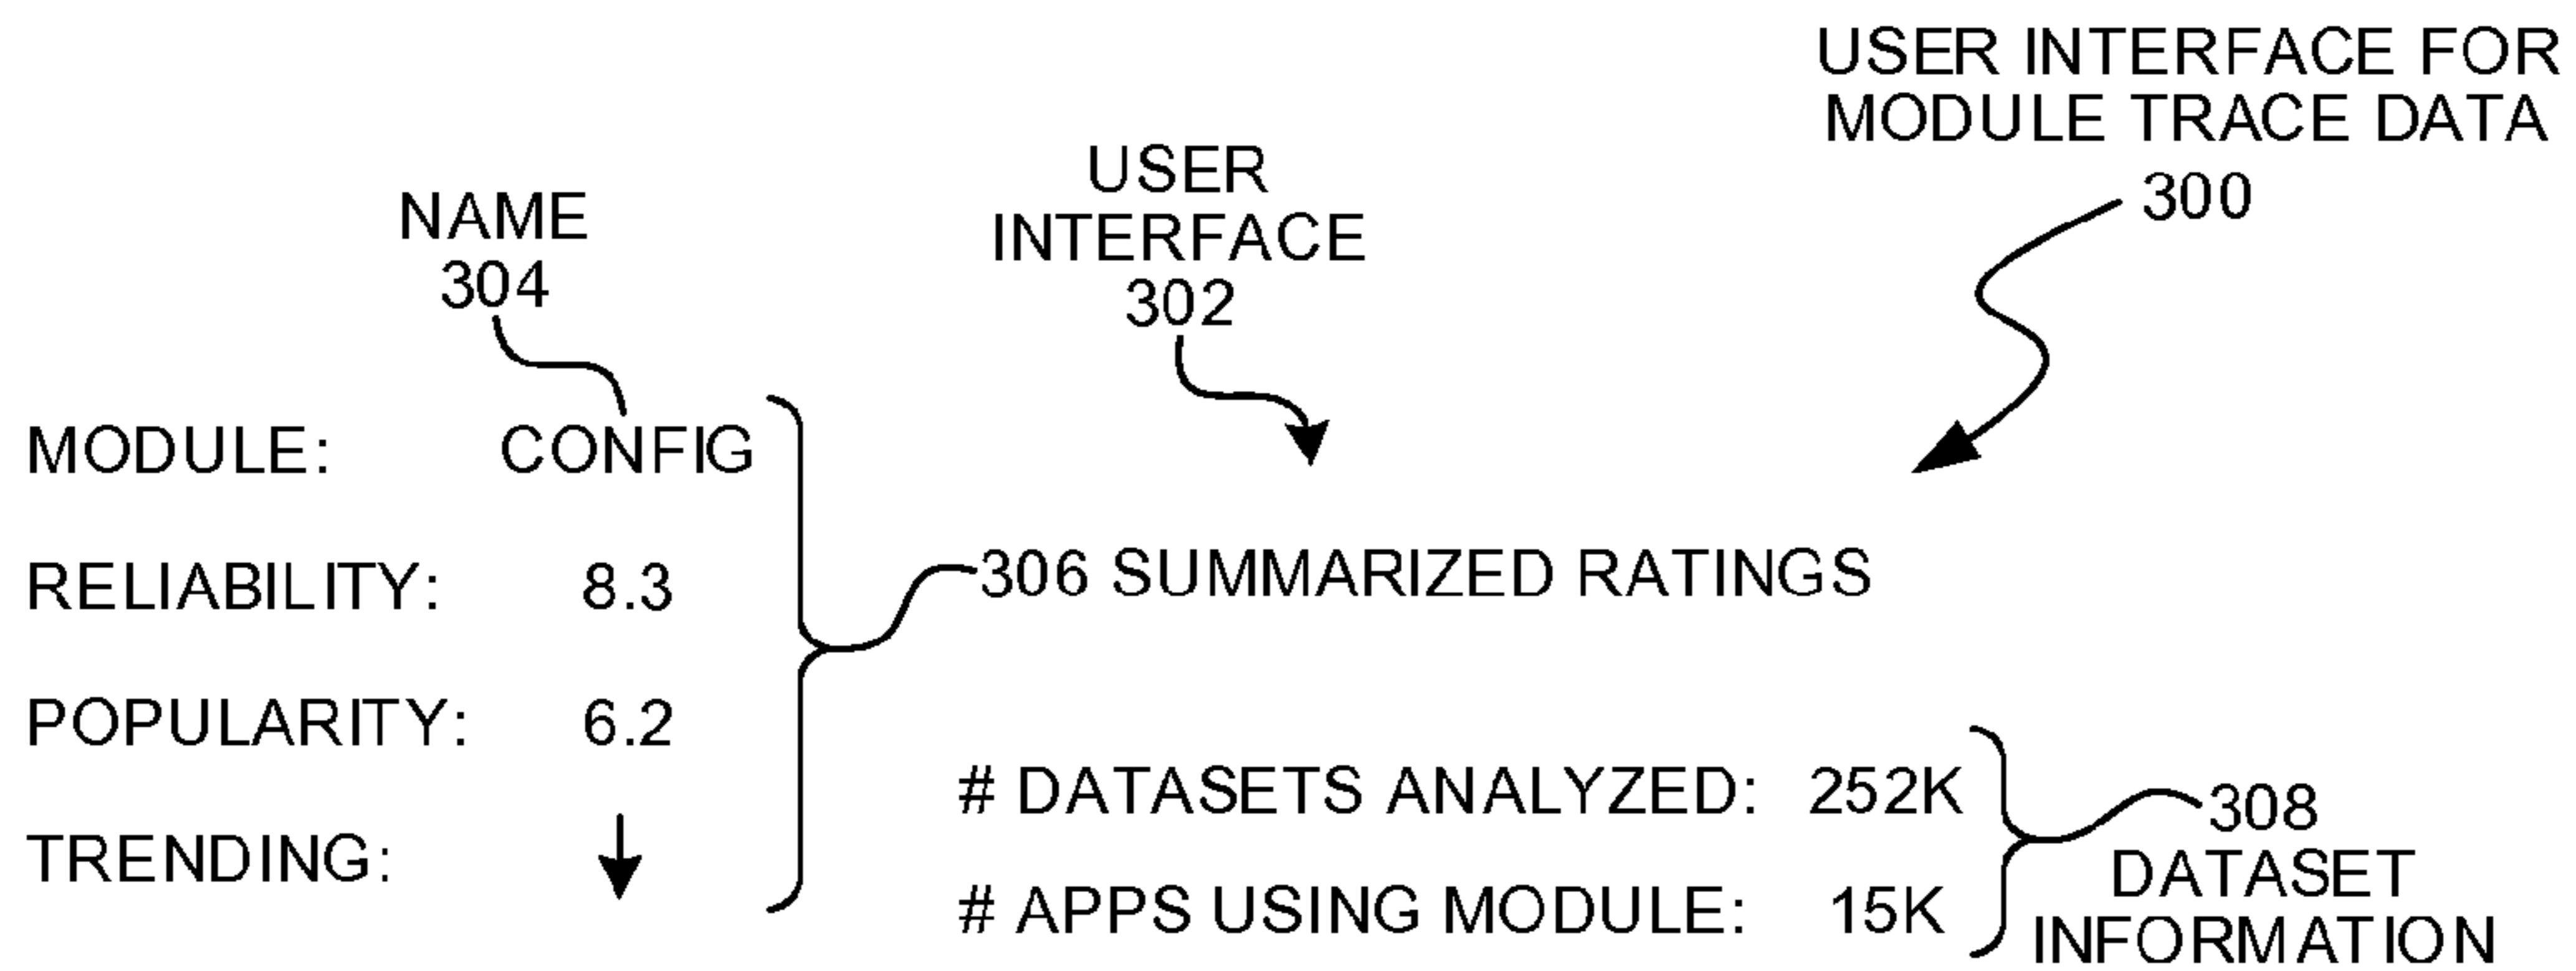 USER INTERFACE FOR
MODULE TRACE DATA
300
USER
INTERFACE
302
NAME
304
MODULE: CONFIG
RELIABILITY: 8.3
POPULARITY: 6.2
TRENDING:
306 SUMMARIZED RATINGS
# DATASETS ANALYZED: 252K
# APPS USING MODULE: 15K
308
DATASET
INFORMATION